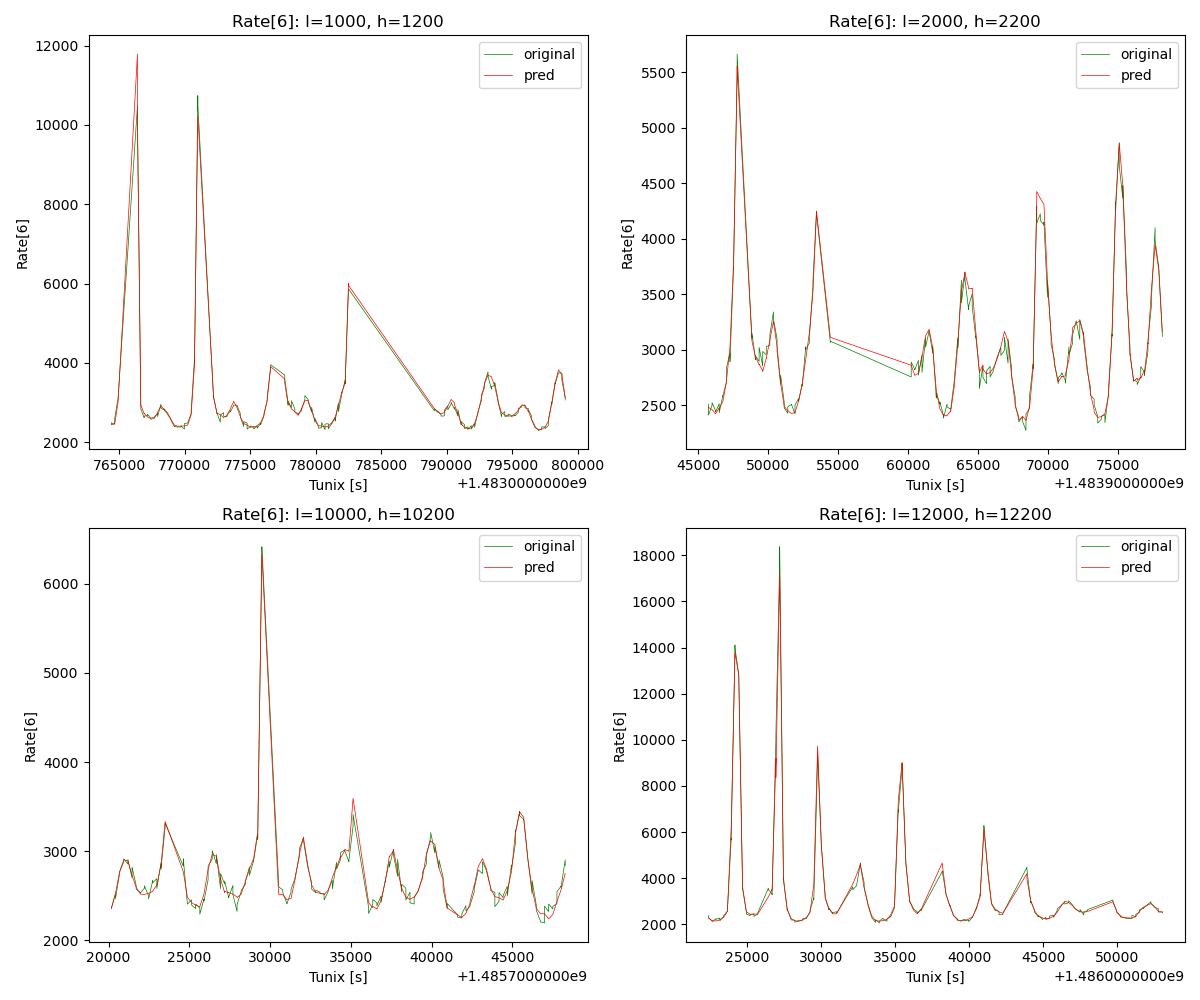 Rate[6]: l=1000, h=1200
original
pred
12000
10000
8000
6000
4000
2000
Rate[6]
765000 770000 775000 780000 785000 790000 795000 800000
Tunix [s]
+1.4830000000e9
Rate[6]: l=2000, h=2200
original
pred
5500
5000
4500
4000
3500
3000
2500
Rate[6]
45000 50000 55000 60000 65000 70000 75000
Tunix [s]
+1.4839000000e9
Rate[6]: l=10000, h=10200
original
pred
6000
5000
4000
3000
2000
Rate[6]
20000 25000 30000 35000 40000 45000
Tunix [s]
+1.4857000000e9
Rate[6]: l=12000, h=12200
original
pred
18000
16000
14000
12000
10000
8000
6000
4000
2000
Rate[6]
25000 30000 35000 40000 45000 50000
Tunix [s]
+1.4860000000e9